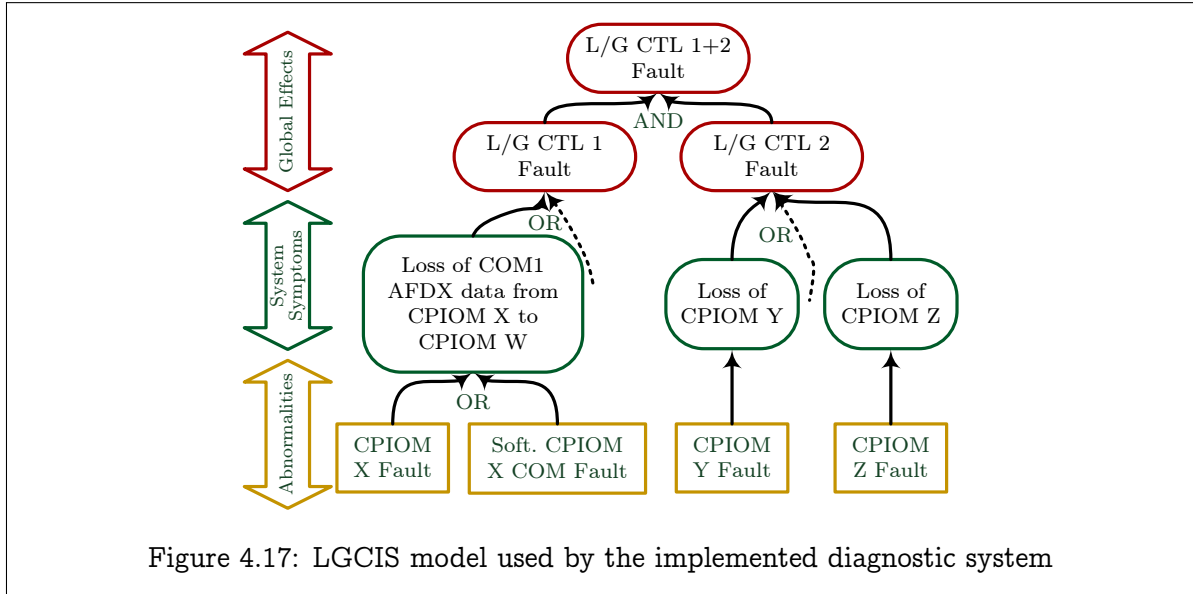 L/G CTL 1+2
Fault
AND
L/G CTL 1
Fault
L/G CTL 2
Fault
Global Effects
OR
OR
Loss of COM1
AFDX data from
CPIOM X to
CPIOM W
Loss of
CPIOM Y
Loss of
CPIOM Z
System
Symptoms
OR
CPIOM
X Fault
Soft. CPIOM
X COM Fault
CPIOM
Y Fault
CPIOM
Z Fault
Abnormalities
Figure 4.17: LGCIS model used by the implemented diagnostic system